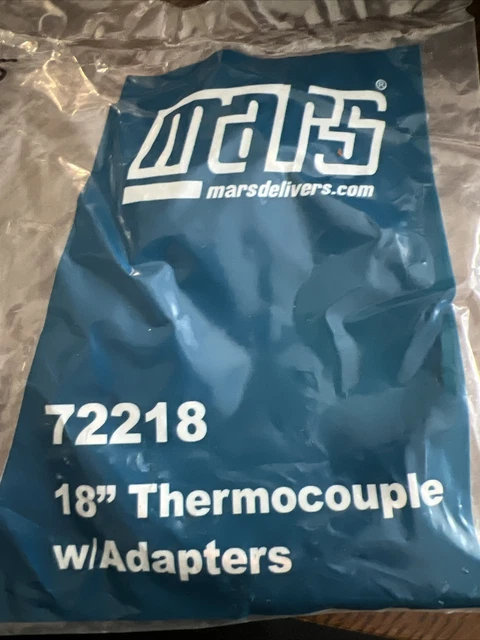 mars®
marsdelivers.com
72218
18” Thermocouple
w/Adapters